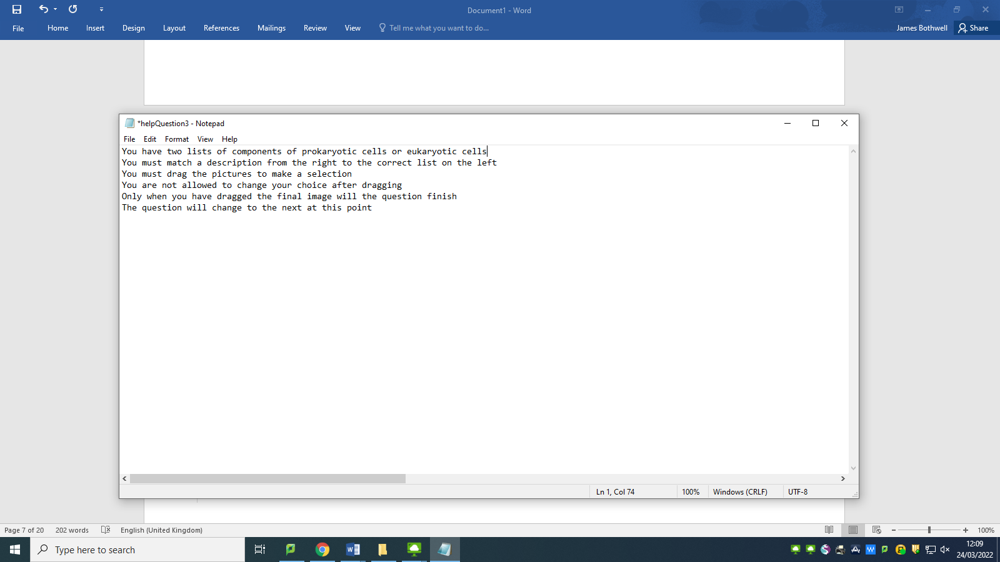 Document1 - Word
File Home Insert Design Layout References Mailings Review View Tell me what you want to do... James Bothwell Share
*helpQuestion3 - Notepad
File Edit Format View Help
You have two lists of components of prokaryotic cells or eukaryotic cells
You must match a description from the right to the correct list on the left
You must drag the pictures to make a selection
You are not allowed to change your choice after dragging
Only when you have dragged the final image will the question finish
The question will change to the next at this point
Ln 1, Col 74 100% Windows (CRLF) UTF-8
Page 7 of 20 202 words English (United Kingdom) 100%
Type here to search
12:09
24/03/2022